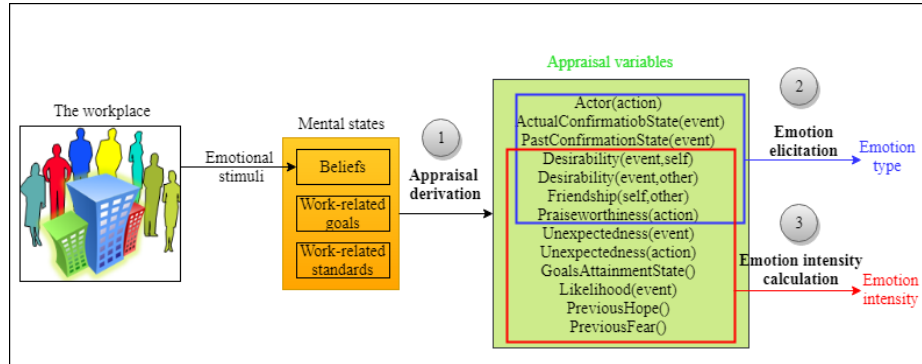 The workplace
Emotional
stimuli
Mental states
Beliefs
Work-related
goals
Work-related
standards
1
Appraisal
derivation
Appraisal variables
Actor(action)
ActualConfirmatiobState(event)
PastConfirmationState(event)
Desirability(event,self)
Desirability(event,other)
Friendship(self,other)
Praiseworthiness(action)
Unexpectedness(event)
Unexpectedness(action)
GoalsAttainmentState()
Likelihood(event)
PreviousHope()
PreviousFear()
2
Emotion
elicitation
Emotion
type
3
Emotion intensity
calculation
Emotion
intensity